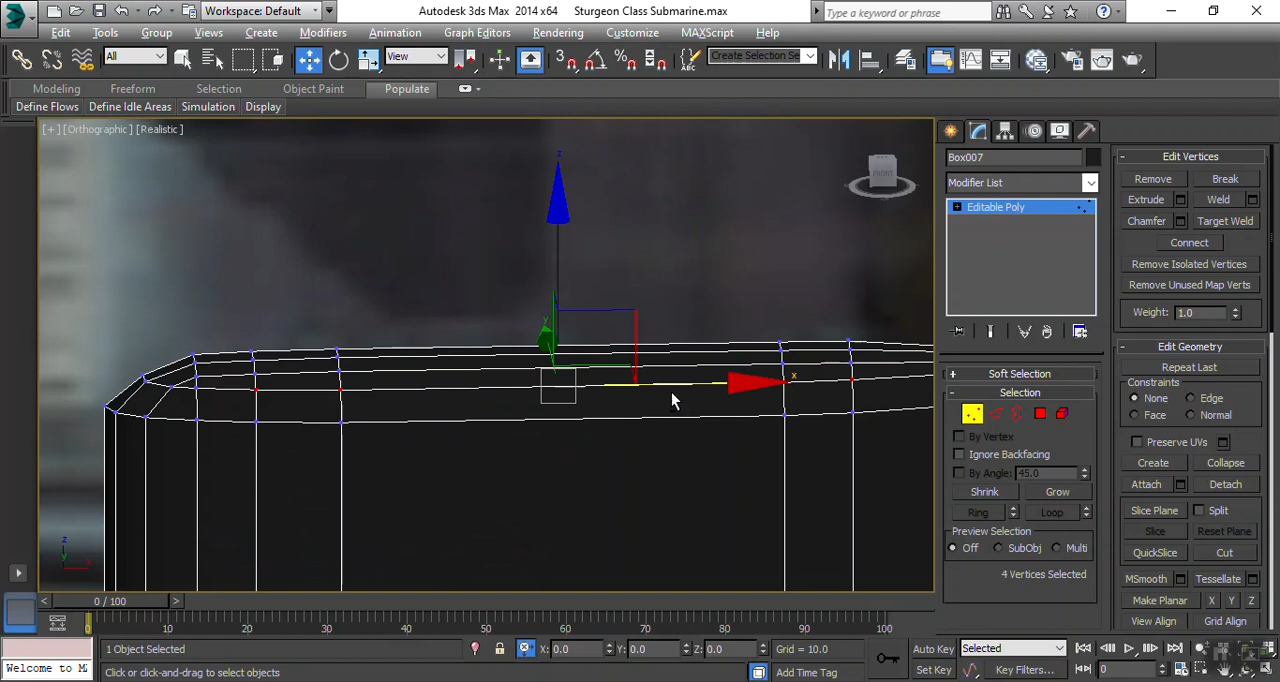 Workspace: Default
Autodesk 3ds Max 2014 x64 Sturgeon Class Submarine.max
Type a keyword or phrase
Edit Tools Group Views Create Modifiers Animation Graph Editors Rendering Customize MAXScript Help
All View 3 Create Selection Se
Modeling Freeform Selection Object Paint Populate
Define Flows Define Idle Areas Simulation Display
[+] [Orthographic] [Realistic]
FRONT
z
y
x
z
y
x
Box007
Modifier List
Editable Poly
Soft Selection
Selection
By Vertex
Ignore Backfacing
By Angle: 45.0
Shrink Grow
Ring Loop
Preview Selection
Off SubObj Multi
4 Vertices Selected
Edit Vertices
Remove Break
Extrude Weld
Chamfer Target Weld
Connect
Remove Isolated Vertices
Remove Unused Map Verts
Weight: 1.0
Edit Geometry
Repeat Last
Constraints
None Edge
Face Normal
Preserve UVs
Create Collapse
Attach Detach
Slice Plane Split
Slice Reset Plane
QuickSlice Cut
MSmooth Tessellate
Make Planar X Y Z
View Align Grid Align
0 / 100
10 20 30 40 50 60 70 80 90 100
1 Object Selected X: 0.0 Y: 0.0 Z: 0.0 Grid = 10.0 Auto Key Selected
Welcome to M Click or click-and-drag to select objects Add Time Tag Set Key Key Filters... 0